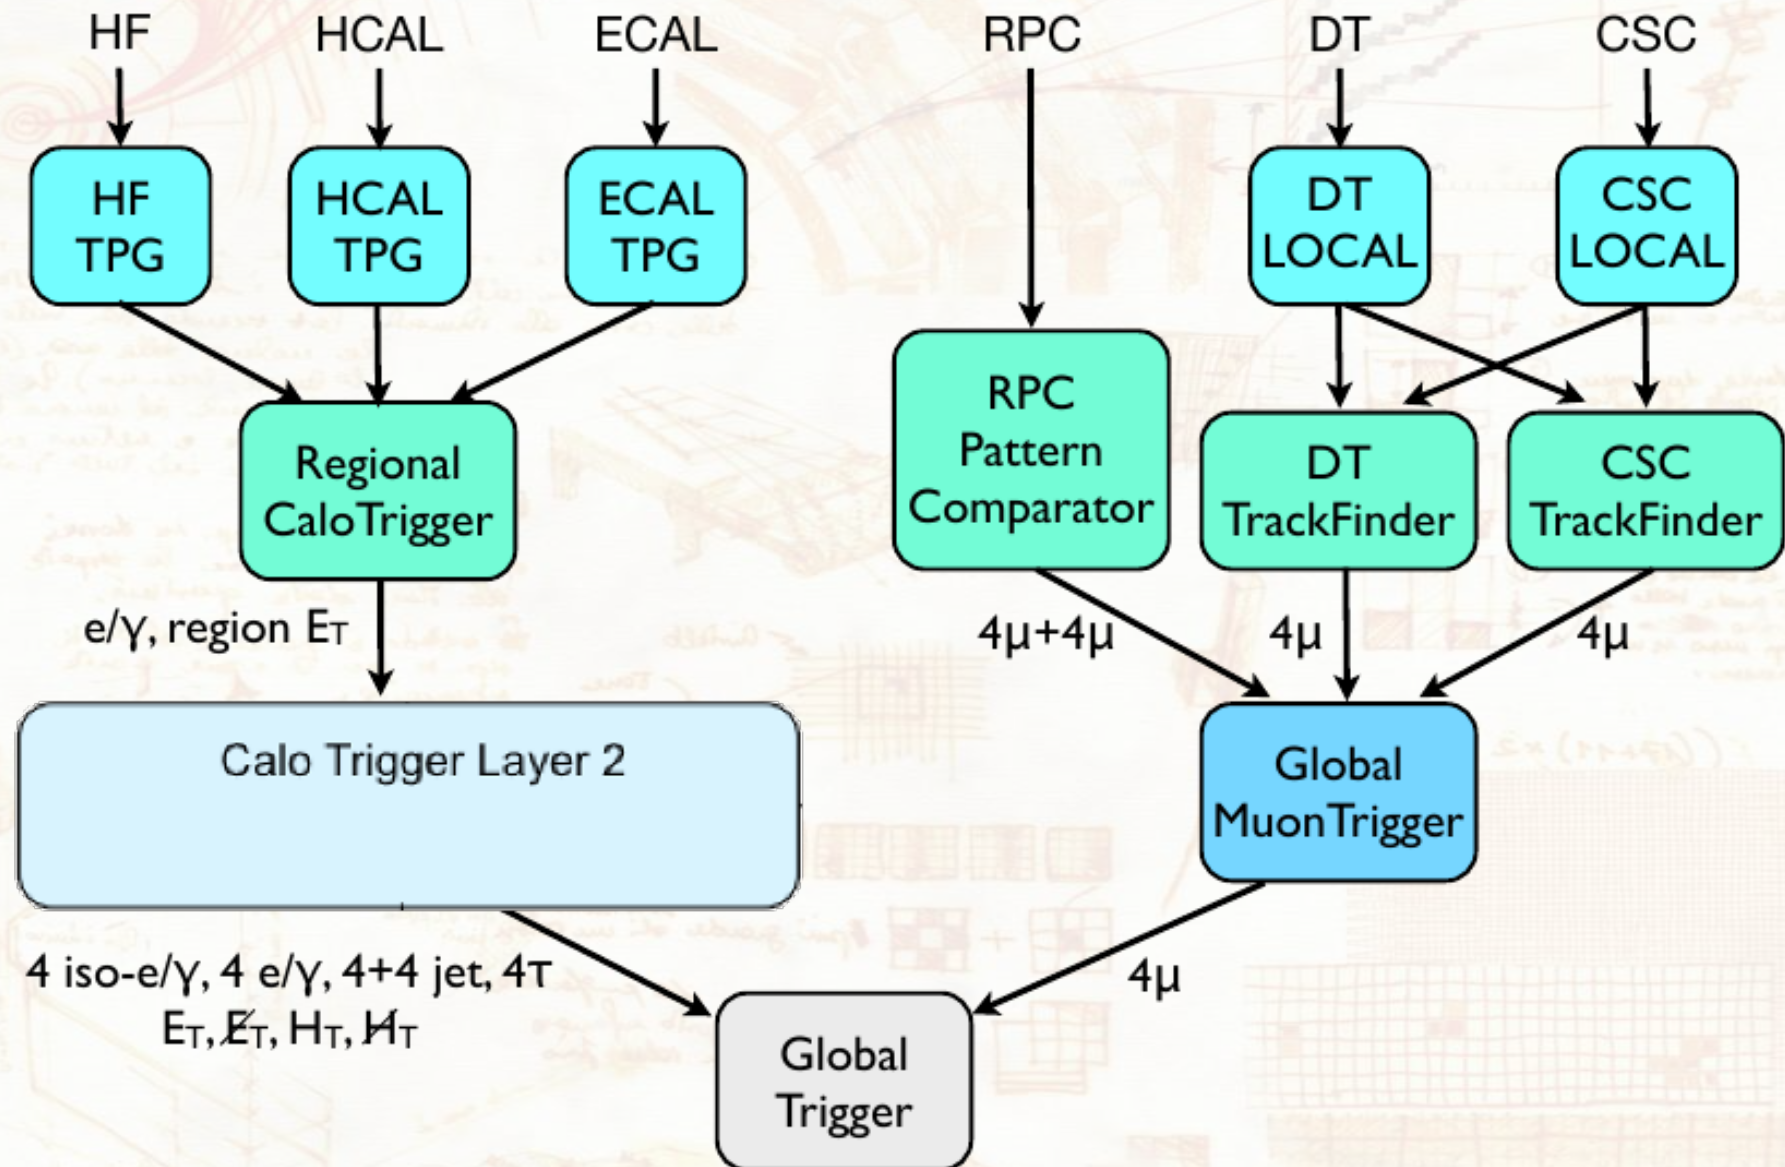 HF
HCAL
ECAL
RPC
DT
CSC
HF
TPG
HCAL
TPG
ECAL
TPG
DT
LOCAL
CSC
LOCAL
Regional
CaloTrigger
RPC
Pattern
Comparator
DT
TrackFinder
CSC
TrackFinder
e/γ, region ET
4μ+4μ
4μ
4μ
Calo Trigger Layer 2
Global
MuonTrigger
4 iso-e/γ, 4 e/γ, 4+4 jet, 4τ
ET, E̸T, HT, H̸T
4μ
Global
Trigger